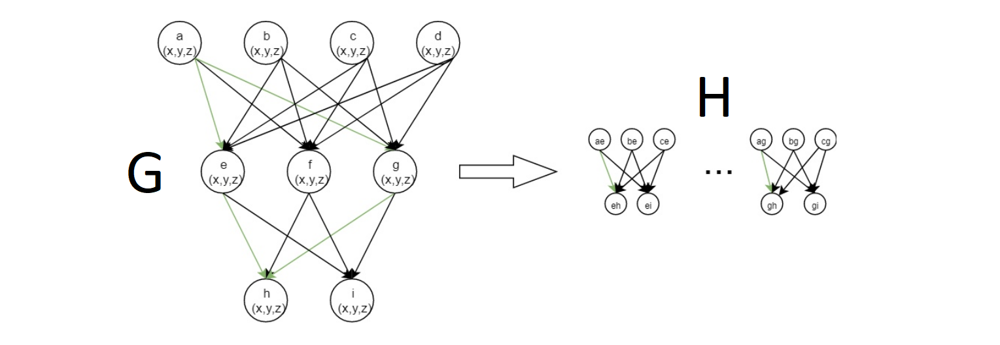 a
(x,y,z)
b
(x,y,z)
c
(x,y,z)
d
(x,y,z)
G
e
(x,y,z)
f
(x,y,z)
g
(x,y,z)
h
(x,y,z)
i
(x,y,z)
H
ae
be
ce
ag
bg
cg
...
eh
ei
gh
gi